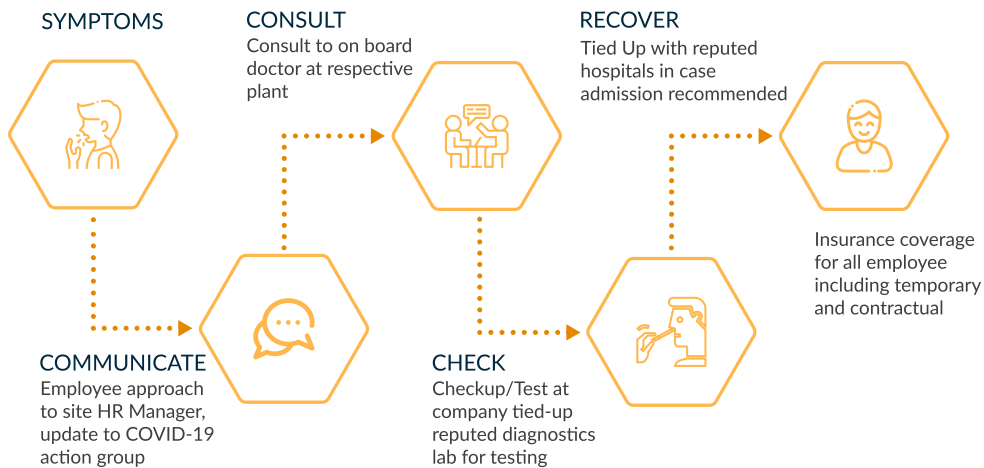 SYMPTOMS
COMMUNICATE
Employee approach
to site HR Manager,
update to COVID-19
action group
CONSULT
Consult to on board
doctor at respective
plant
CHECK
Checkup/Test at
company tied-up
reputed diagnostics
lab for testing
RECOVER
Tied Up with reputed
hospitals in case
admission recommended
Insurance coverage
for all employee
including temporary
and contractual